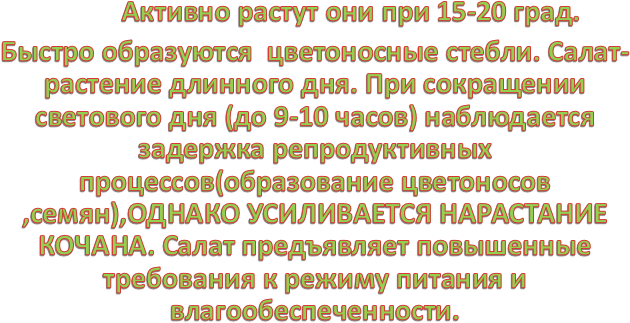 Активно растут они при 15-20 град.
Быстро образуются цветоносные стебли. Салат-
растение длинного дня. При сокращении
светового дня (до 9-10 часов) наблюдается
задержка репродуктивных
процессов(образование цветоносов
,семян),ОДНАКО УСИЛИВАЕТСЯ НАРАСТАНИЕ
КОЧАНА. Салат предъявляет повышенные
требования к режиму питания и
влагообеспеченности.